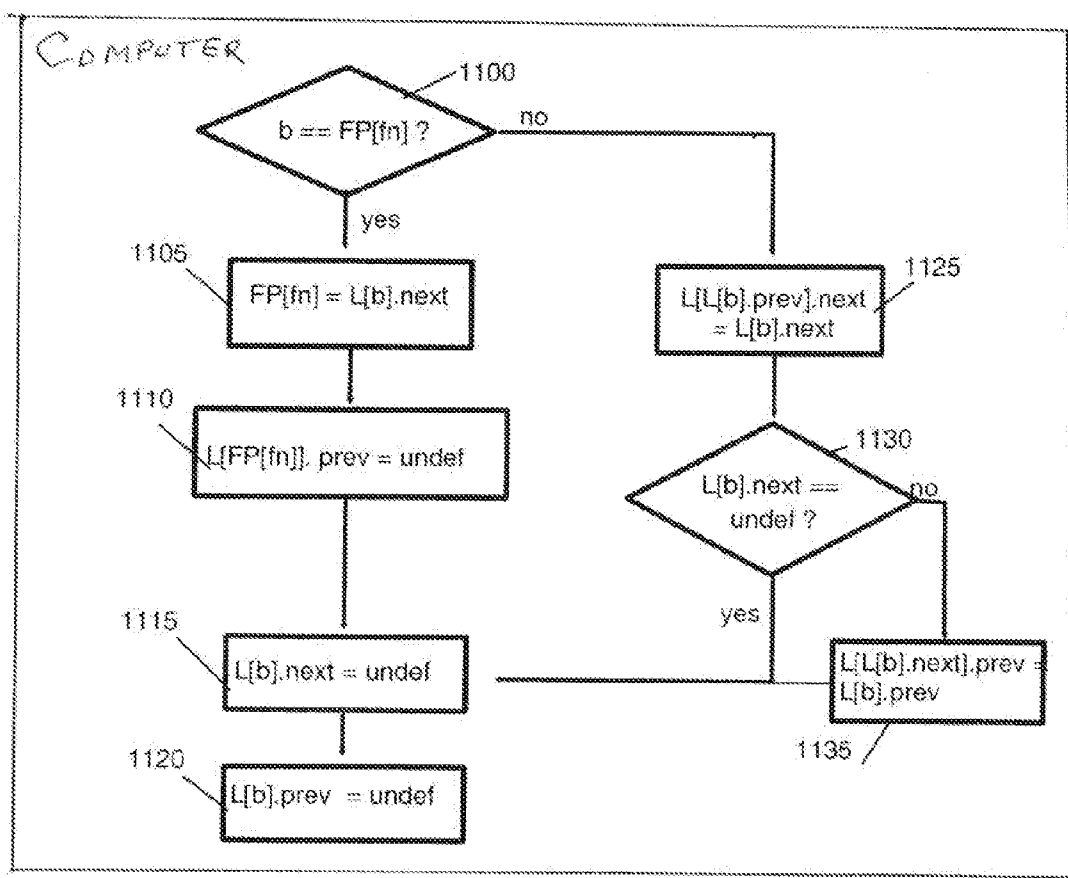 COMPUTER
1100
b == FP[fn] ?
no
yes
1105
FP[fn] = L[b].next
1125
L[L[b].prev].next
= L[b].next
1110
L[FP[fn]]. prev = undef
1130
L[b].next ==
undef ?
no
yes
1115
L[b].next = undef
L[L[b].next].prev =
L[b].prev
1135
1120
L[b].prev = undef